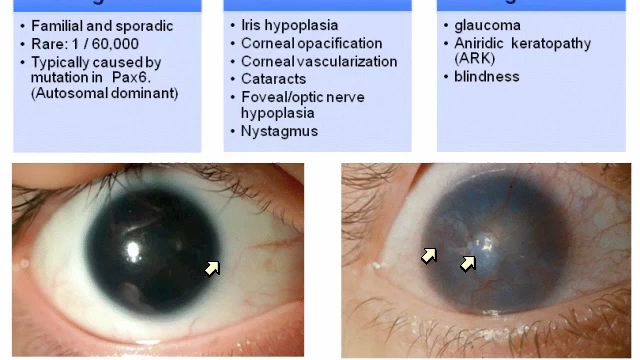 • Familial and sporadic
• Rare: 1 / 60,000
• Typically caused by
mutation in Pax6.
(Autosomal dominant)
• Iris hypoplasia
• Corneal opacification
• Corneal vascularization
• Cataracts
• Foveal/optic nerve
hypoplasia
• Nystagmus
• glaucoma
• Aniridic keratopathy
(ARK)
• blindness